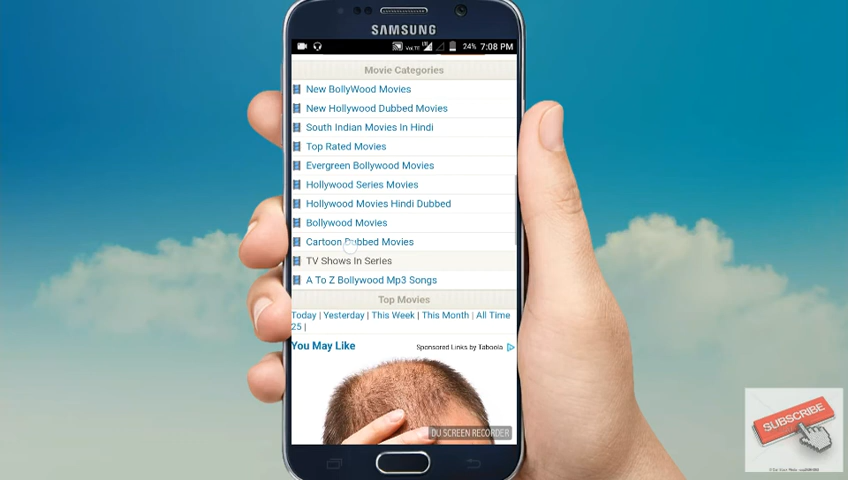 SAMSUNG
VoLTE 24% 7:08 PM
Movie Categories
New BollyWood Movies
New Hollywood Dubbed Movies
South Indian Movies In Hindi
Top Rated Movies
Evergreen Bollywood Movies
Hollywood Series Movies
Hollywood Movies Hindi Dubbed
Bollywood Movies
Cartoon Dubbed Movies
TV Shows In Series
A To Z Bollywood Mp3 Songs
Top Movies
Today | Yesterday | This Week | This Month | All Time
25 |
You May Like
Sponsored Links by Taboola
DU SCREEN RECORDER
SUBSCRIBE